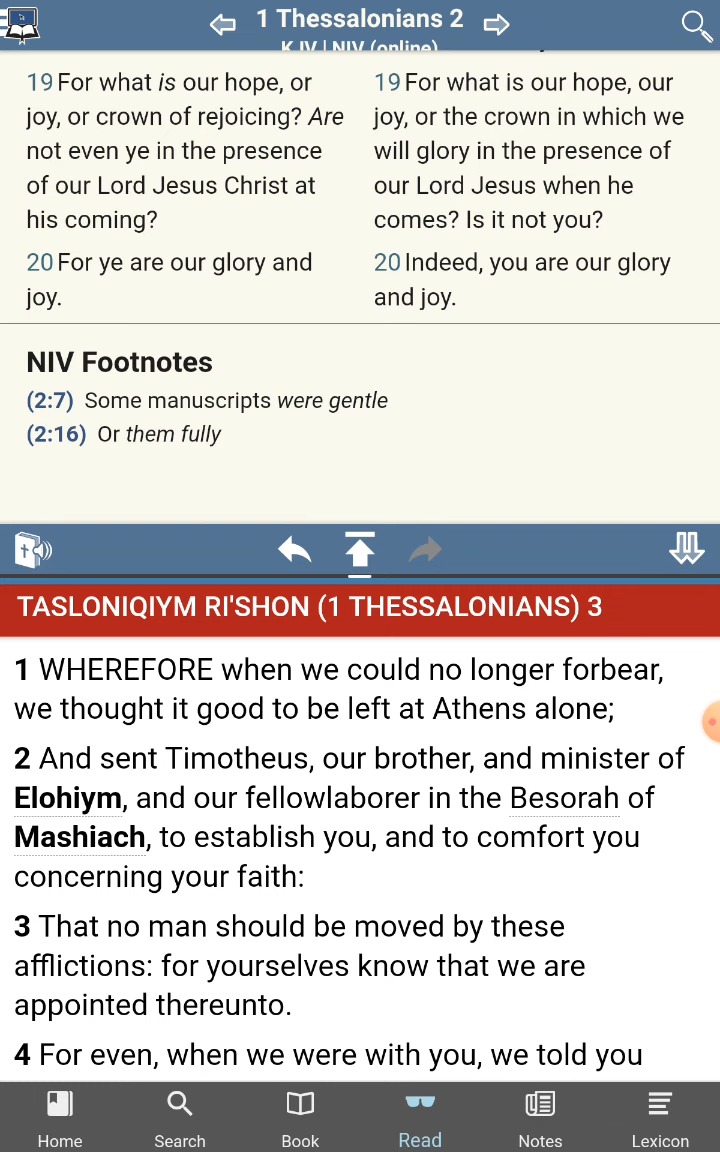 1 Thessalonians 2
KJV | NIV (online)
19 For what is our hope, or
joy, or crown of rejoicing? Are
not even ye in the presence
of our Lord Jesus Christ at
his coming?
20 For ye are our glory and
joy.
19 For what is our hope, our
joy, or the crown in which we
will glory in the presence of
our Lord Jesus when he
comes? Is it not you?
20 Indeed, you are our glory
and joy.
NIV Footnotes
(2:7) Some manuscripts were gentle
(2:16) Or them fully
TASLONIQIYM RI'SHON (1 THESSALONIANS) 3
1 WHEREFORE when we could no longer forbear,
we thought it good to be left at Athens alone;
2 And sent Timotheus, our brother, and minister of
Elohiym, and our fellowlaborer in the Besorah of
Mashiach, to establish you, and to comfort you
concerning your faith:
3 That no man should be moved by these
afflictions: for yourselves know that we are
appointed thereunto.
4 For even, when we were with you, we told you
Home
Search
Book
Read
Notes
Lexicon